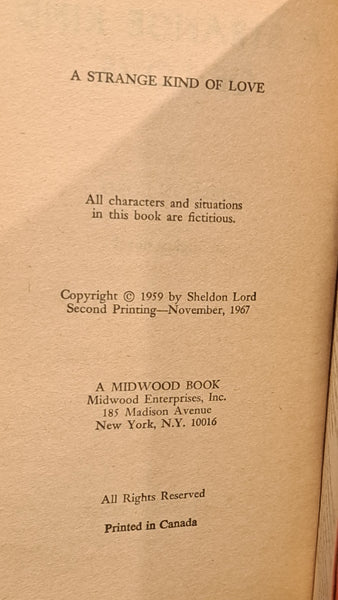 A STRANGE KIND OF LOVE
All characters and situations
in this book are fictitious.
Copyright © 1959 by Sheldon Lord
Second Printing—November, 1967
A MIDWOOD BOOK
Midwood Enterprises, Inc.
185 Madison Avenue
New York, N.Y. 10016
All Rights Reserved
Printed in Canada